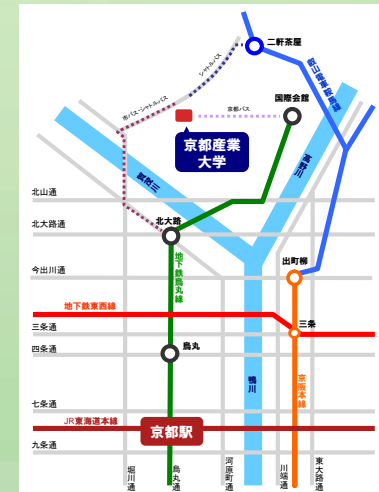 二軒茶屋
叡山電車鞍馬線
シャトルバス
国際会館
市バス・シャトルバス
京都バス
京都産業
大学
賀茂川
高野川
北山通
北大路
北大路通
出町柳
今出川通
地下鉄烏丸線
地下鉄東西線
三条
三条通
烏丸
四条通
鴨川
京阪本線
七条通
JR東海道本線
京都駅
九条通
堀川通
烏丸通
河原町通
川端通
東大路通